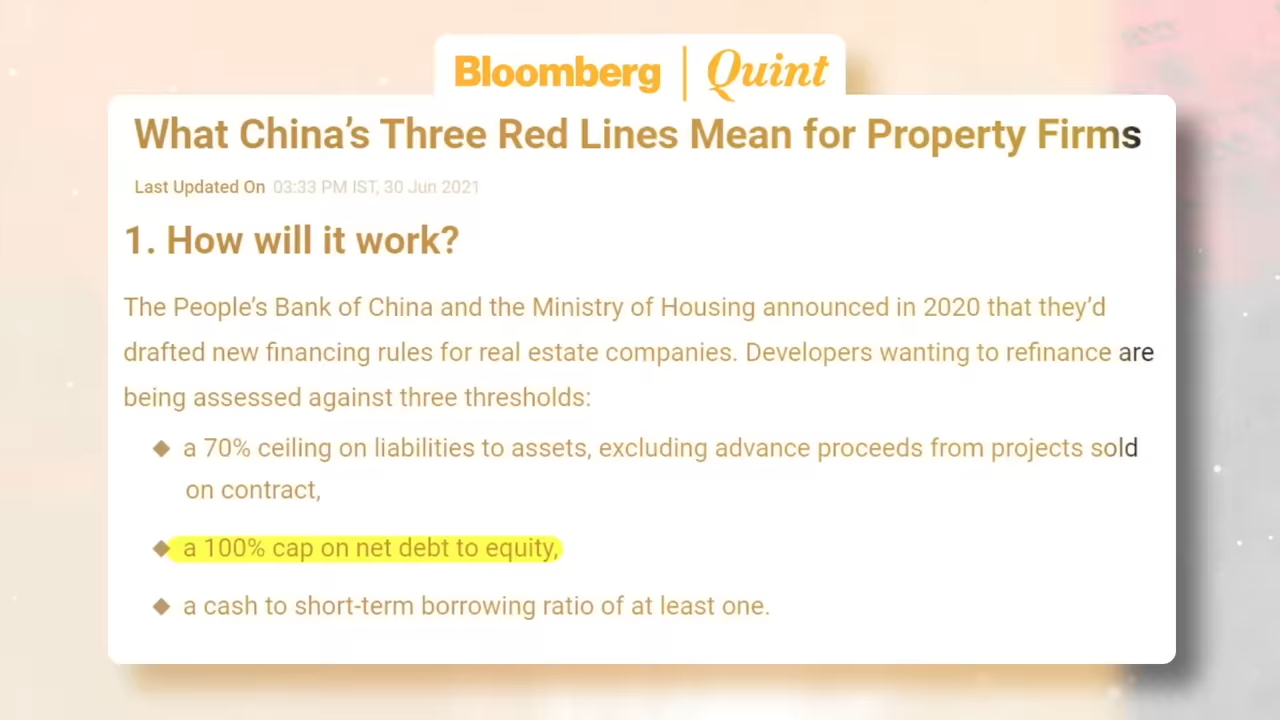 Bloomberg | Quint
What China’s Three Red Lines Mean for Property Firms
Last Updated On 03:33 PM IST, 30 Jun 2021
1. How will it work?
The People’s Bank of China and the Ministry of Housing announced in 2020 that they’d
drafted new financing rules for real estate companies. Developers wanting to refinance are
being assessed against three thresholds:
◆ a 70% ceiling on liabilities to assets, excluding advance proceeds from projects sold
on contract,
◆ a 100% cap on net debt to equity,
◆ a cash to short-term borrowing ratio of at least one.